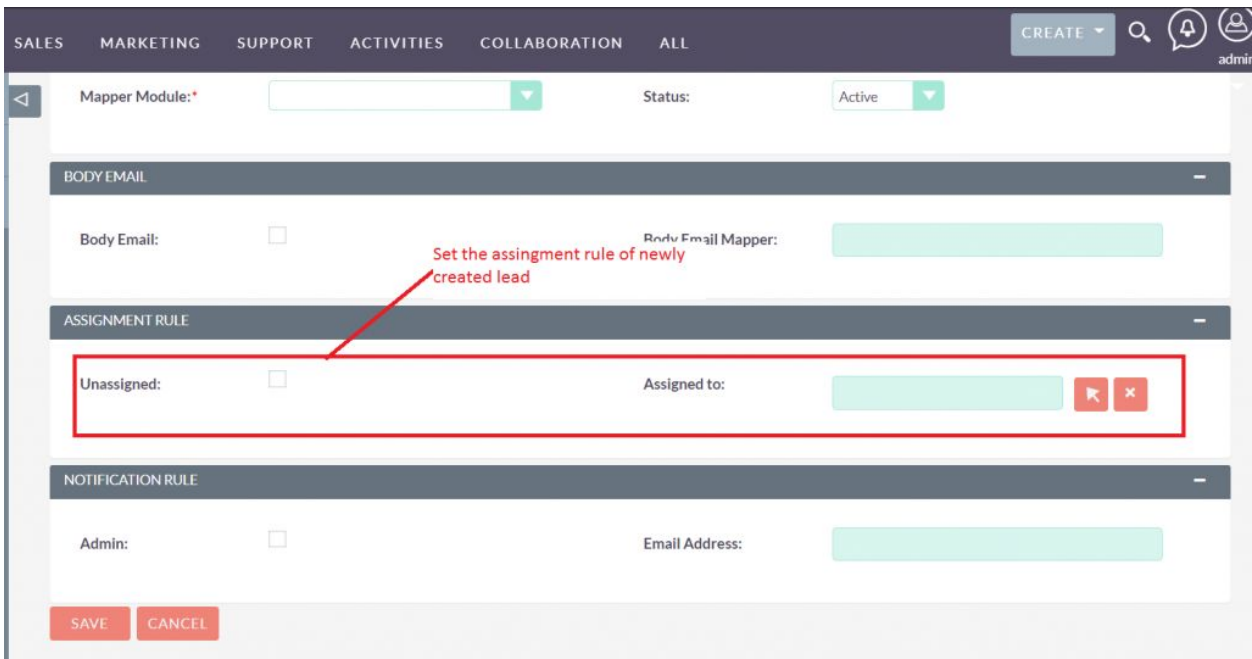 SALES MARKETING SUPPORT ACTIVITIES COLLABORATION ALL CREATE
admin
Mapper Module:* Status: Active
BODY EMAIL
Body Email: Body Email Mapper:
Set the assingment rule of newly
created lead
ASSIGNMENT RULE
Unassigned: Assigned to:
NOTIFICATION RULE
Admin: Email Address:
SAVE CANCEL